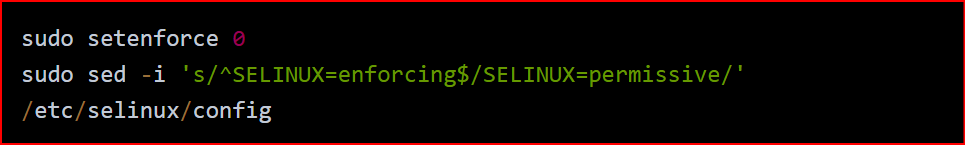 sudo setenforce 0
sudo sed -i 's/^SELINUX=enforcing$/SELINUX=permissive/'
/etc/selinux/config